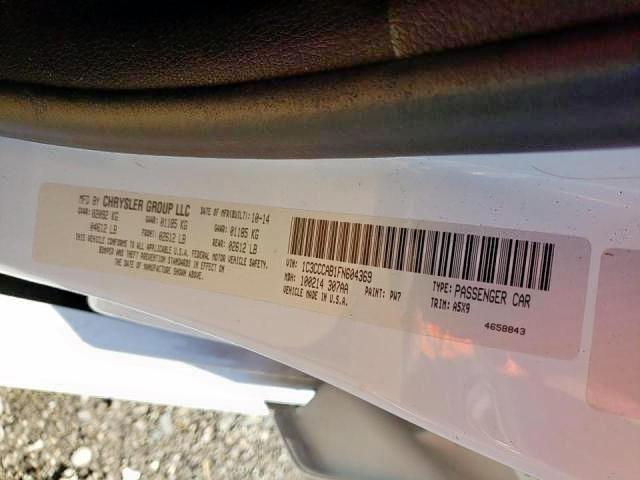 MFD BY CHRYSLER GROUP LLC DATE OF MFD(BUILT): 10-14
GVWR: 02092 KG GAWR: 01185 KG GAWR: 01185 KG
04612 LB FRONT: 02612 LB REAR: 02612 LB
THIS VEHICLE CONFORMS TO ALL APPLICABLE U.S.A. FEDERAL MOTOR VEHICLE SAFETY,
BUMPER AND THEFT PREVENTION STANDARDS IN EFFECT ON
THE DATE OF MANUFACTURE SHOWN ABOVE.
VIN: 1C3CCCAB1FN604369 TYPE: PASSENGER CAR
MDH: 100214 307AA PAINT: PW7 TRIM: A5X9
VEHICLE MADE IN U.S.A. 4658843